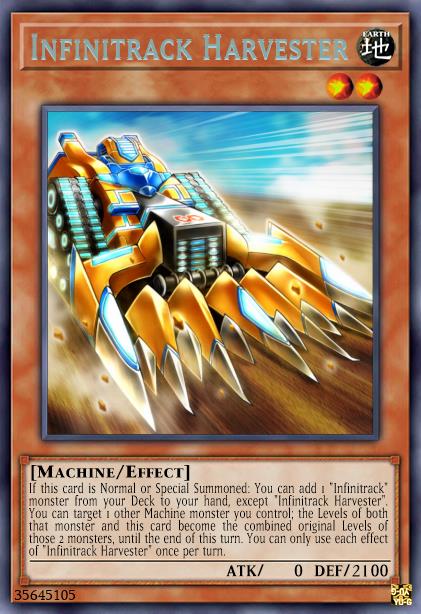 INFINITRACK HARVESTER
EARTH
地
[MACHINE/EFFECT]
If this card is Normal or Special Summoned: You can add 1 "Infinitrack"
monster from your Deck to your hand, except "Infinitrack Harvester".
You can target 1 other Machine monster you control; the Levels of both
that monster and this card become the combined original Levels of
those 2 monsters, until the end of this turn. You can only use each effect
of "Infinitrack Harvester" once per turn.
ATK/ 0 DEF/2100
35645105